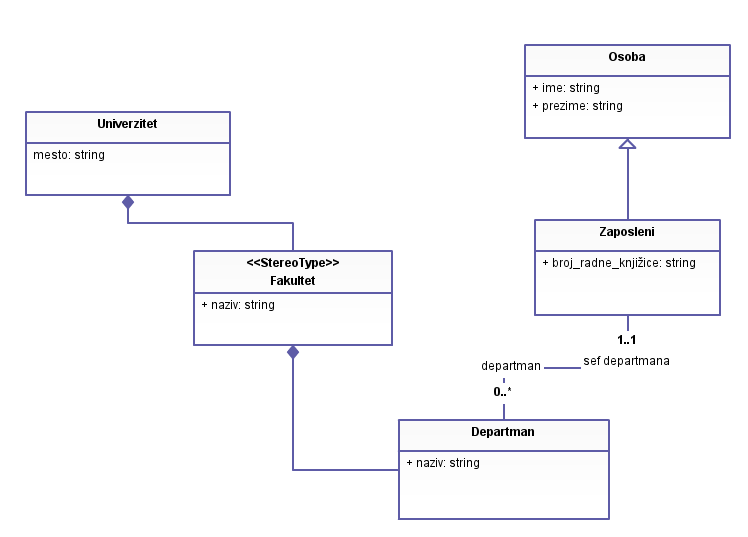 Osoba
+ ime: string
+ prezime: string
Univerzitet
mesto: string
Zaposleni
+ broj_radne_knjižice: string
<<StereoType>>
Fakultet
+ naziv: string
1..1
sef departmana
departman
0..*
Departman
+ naziv: string